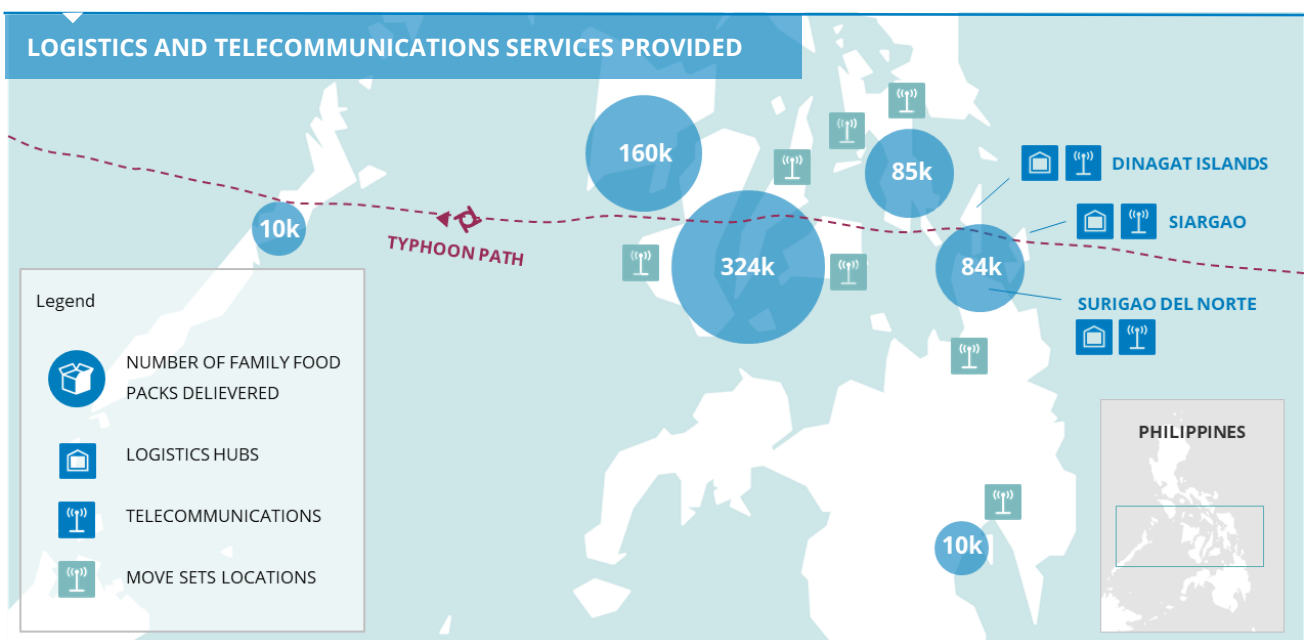 LOGISTICS AND TELECOMMUNICATIONS SERVICES PROVIDED
160k
85k
DINAGAT ISLANDS
SIARGAO
10k
TYPHOON PATH
324k
84k
SURIGAO DEL NORTE
Legend
NUMBER OF FAMILY FOOD
PACKS DELIEVERED
LOGISTICS HUBS
TELECOMMUNICATIONS
MOVE SETS LOCATIONS
10k
PHILIPPINES